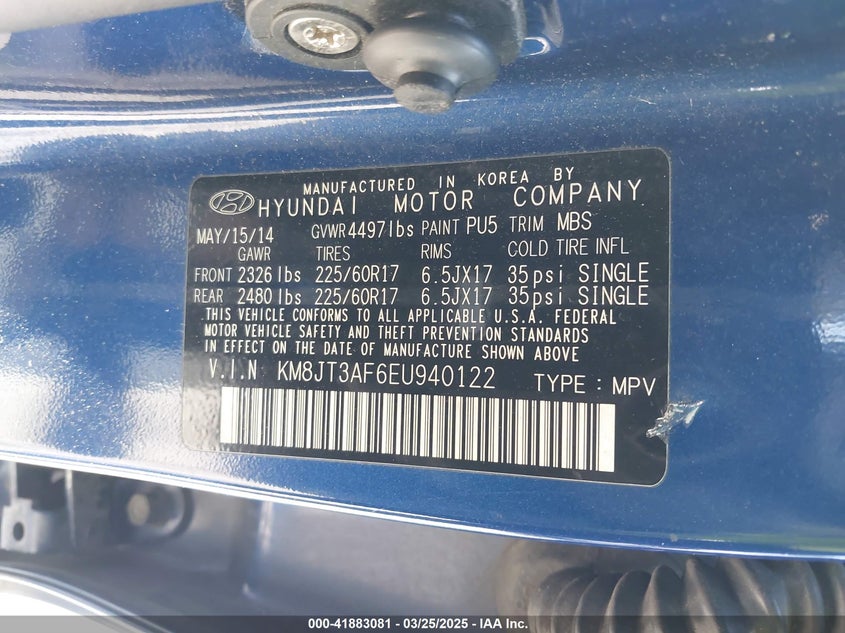 MANUFACTURED IN KOREA BY
HYUNDAI MOTOR COMPANY
MAY/15/14 GVWR 4497lbs PAINT PU5 TRIM MBS
GAWR TIRES RIMS COLD TIRE INFL
FRONT 2326 lbs 225/60R17 6.5JX17 35psi SINGLE
REAR 2480 lbs 225/60R17 6.5JX17 35psi SINGLE
THIS VEHICLE CONFORMS TO ALL APPLICABLE U.S.A. FEDERAL
MOTOR VEHICLE SAFETY AND THEFT PREVENTION STANDARDS
IN EFFECT ON THE DATE OF MANUFACTURE SHOWN ABOVE
V.I.N KM8JT3AF6EU940122 TYPE : MPV
000-41883081 - 03/25/2025 - IAA Inc.